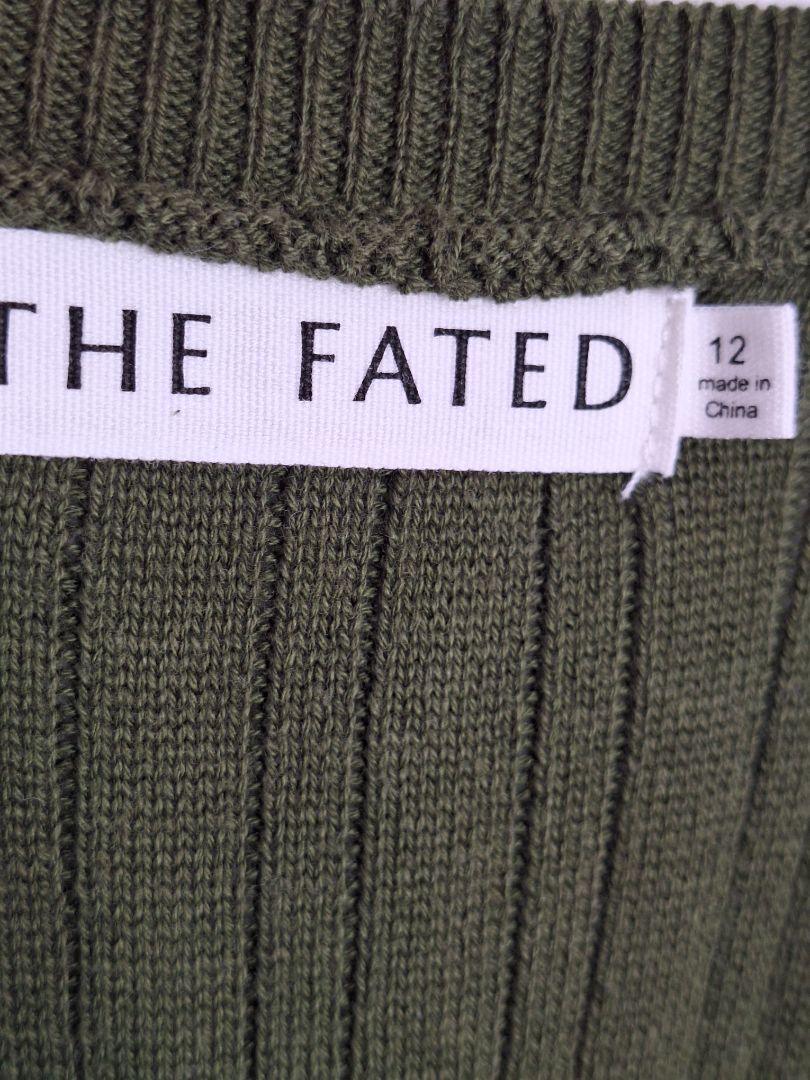 THE FATED
12
made in
China